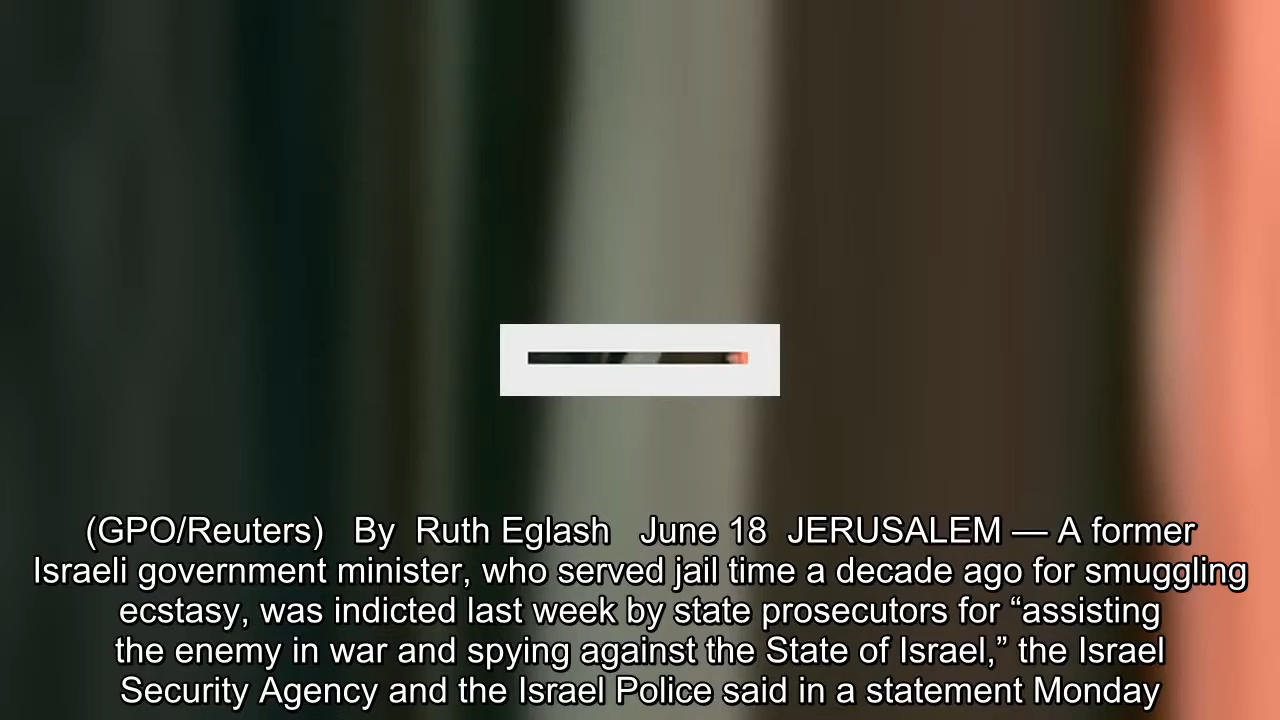 (GPO/Reuters)   By  Ruth Eglash   June 18  JERUSALEM — A former
Israeli government minister, who served jail time a decade ago for smuggling
ecstasy, was indicted last week by state prosecutors for “assisting
the enemy in war and spying against the State of Israel,” the Israel
Security Agency and the Israel Police said in a statement Monday